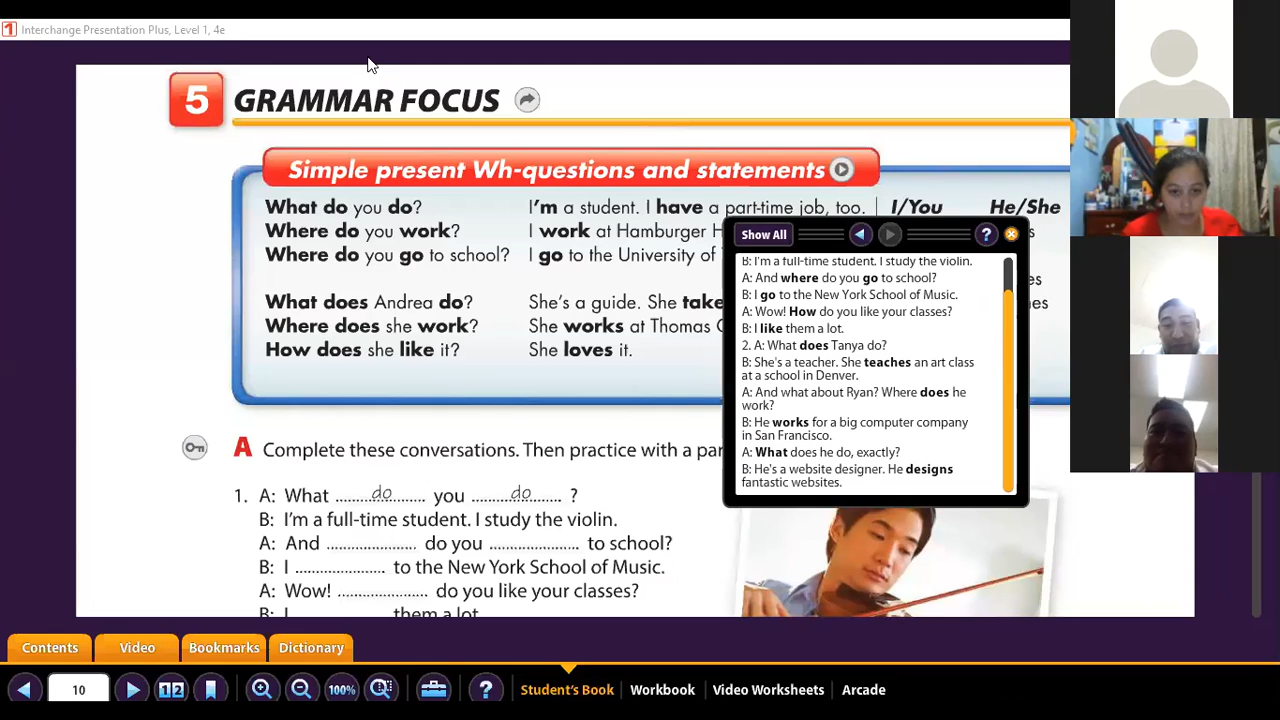 Interchange Presentation Plus, Level 1, 4e
5 GRAMMAR FOCUS
Simple present Wh-questions and statements
What do you do? I'm a student. I have a part-time job, too. I/You He/She
Where do you work? I work at Hamburger
Where do you go to school? I go to the University of
What does Andrea do? She's a guide. She take
Where does she work? She works at Thomas
How does she like it? She loves it.
Show All
?
B: I'm a full-time student. I study the violin.
A: And where do you go to school?
B: I go to the New York School of Music.
A: Wow! How do you like your classes?
B: I like them a lot.
2. A: What does Tanya do?
B: She's a teacher. She teaches an art class
at a school in Denver.
A: And what about Ryan? Where does he
work?
B: He works for a big computer company
in San Francisco.
A: What does he do, exactly?
B: He's a website designer. He designs
fantastic websites.
A Complete these conversations. Then practice with a par
1. A: What ........do........ you ........do........ ?
B: I'm a full-time student. I study the violin.
A: And ...................... do you ...................... to school?
B: I ...................... to the New York School of Music.
A: Wow! ...................... do you like your classes?
B: I ...................... them a lot.
Contents Video Bookmarks Dictionary
10 12 100% ? Student's Book Workbook Video Worksheets Arcade